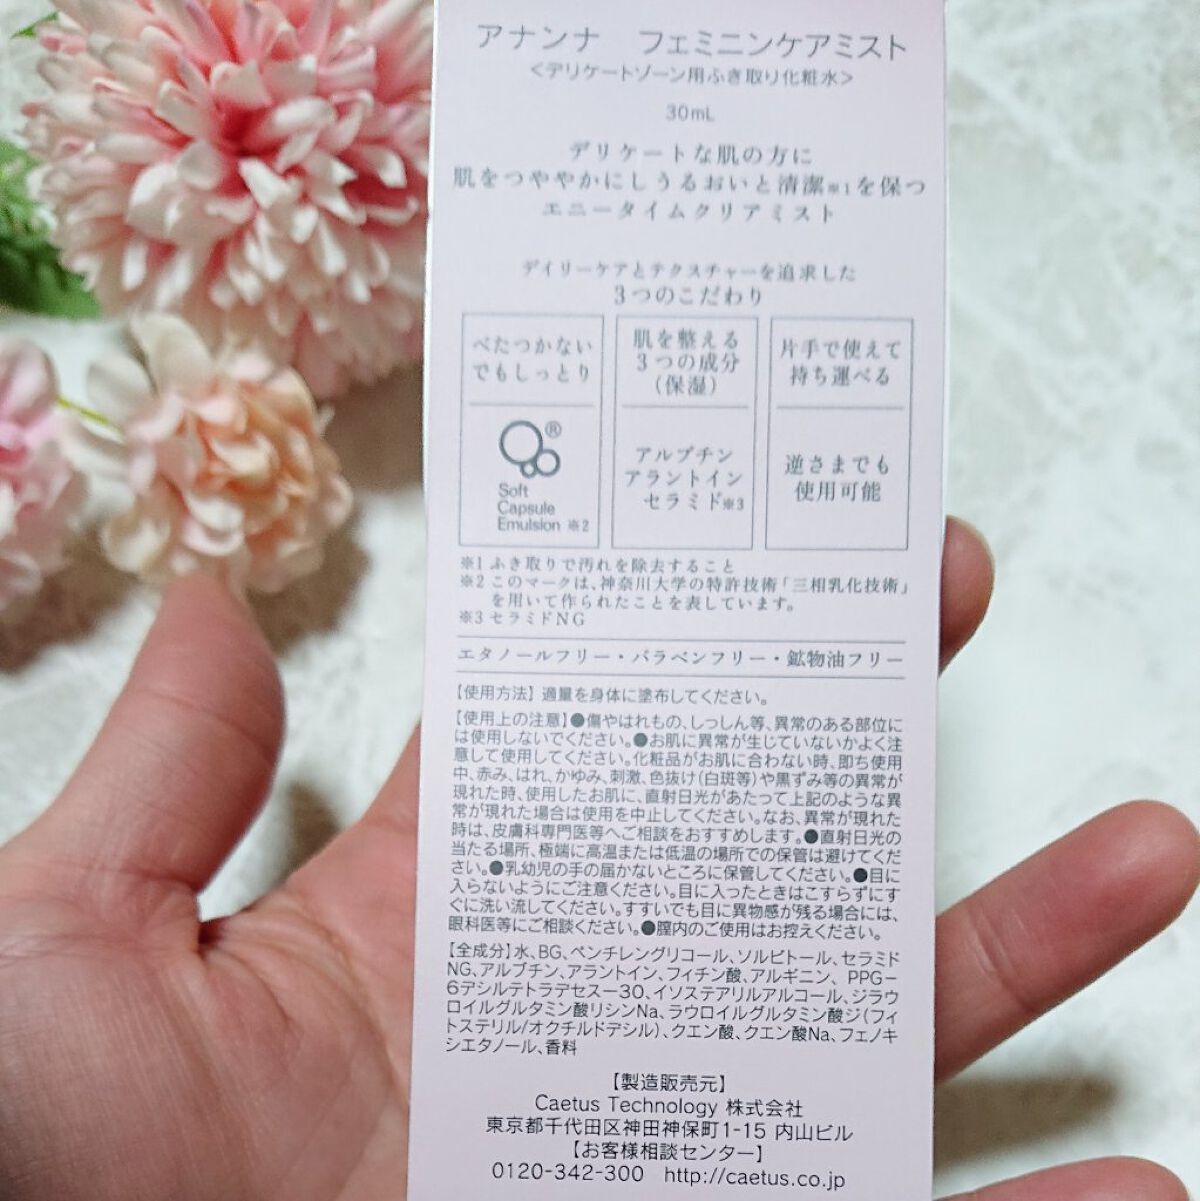 アナンナ　フェミニンケアミスト
<デリケートゾーン用ふき取り化粧水>
30mL
デリケートな肌の方に
肌をつややかにしうるおいと清潔※1を保つ
エニータイムクリアミスト
デイリーケアとテクスチャーを追求した
3つのこだわり
べたつかない
でもしっとり
Soft
Capsule
Emulsion ※2
®
肌を整える
3つの成分
(保湿)
アルブチン
アラントイン
セラミド※3
片手で使えて
持ち運べる
逆さまでも
使用可能
※1 ふき取りで汚れを除去すること
※2 このマークは、神奈川大学の特許技術「三相乳化技術」
を用いて作られたことを表しています。
※3 セラミドNG
エタノールフリー・パラベンフリー・鉱物油フリー
【使用方法】適量を身体に塗布してください。
【使用上の注意】●傷やはれもの、しっしん等、異常のある部位に
は使用しないでください。●お肌に異常が生じていないかよく注
意して使用してください。化粧品がお肌に合わない時、即ち使用
中、赤み、はれ、かゆみ、刺激、色抜け(白斑等)や黒ずみ等の異常が
現れた時、使用したお肌に、直射日光があたって上記のような異
常が現れた場合は使用を中止してください。なお、異常が現れた
時は、皮膚科専門医等へご相談をおすすめします。●直射日光の
当たる場所、極端に高温または低温の場所での保管は避けてくだ
さい。●乳幼児の手の届かないところに保管してください。●目に
入らないようにご注意ください。目に入ったときはこすらずにす
ぐに洗い流してください。すすいでも目に異物感が残る場合には、
眼科医等にご相談ください。●膣内のご使用はお控えください。
【全成分】水、BG、ペンチレングリコール、ソルビトール、セラミド
NG、アルブチン、アラントイン、フィチン酸、アルギニン、PPG－
6デシルテトラデセスー30、イソステアリルアルコール、ジラウ
ロイルグルタミン酸リシンNa、ラウロイルグルタミン酸ジ(フィ
トステリル/オクチルドデシル)、クエン酸、クエン酸Na、フェノキ
シエタノール、香料
【製造販売元】
Caetus Technology 株式会社
東京都千代田区神田神保町1-15 内山ビル
【お客様相談センター】
0120-342-300　http://caetus.co.jp